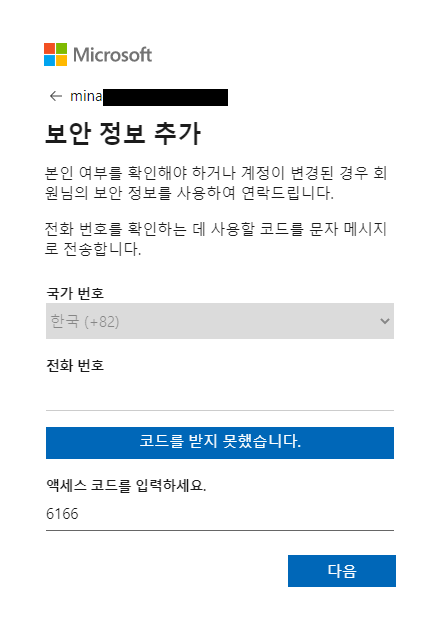 Microsoft
mina
보안 정보 추가
본인 여부를 확인해야 하거나 계정이 변경된 경우 회
원님의 보안 정보를 사용하여 연락드립니다.
전화 번호를 확인하는 데 사용할 코드를 문자 메시지
로 전송합니다.
국가 번호
한국 (+82)
전화 번호
코드를 받지 못했습니다.
액세스 코드를 입력하세요.
6166
다음